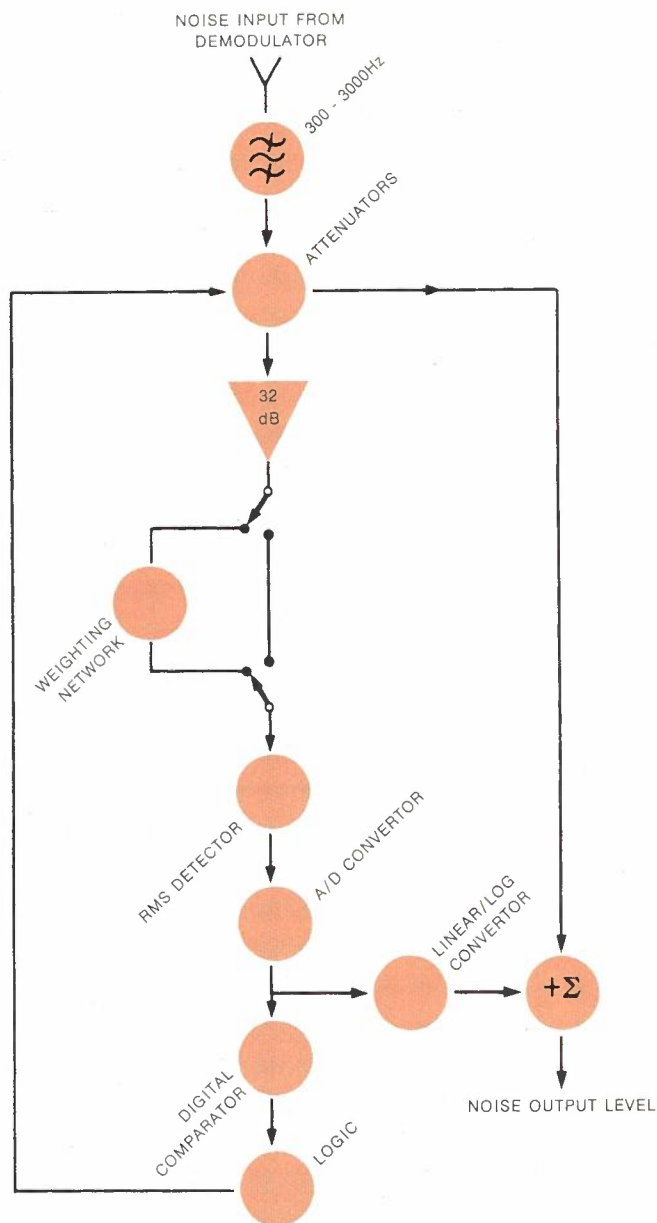 NOISE INPUT FROM
DEMODULATOR
300 - 3000Hz
ATTENUATORS
32
dB
WEIGHTING
NETWORK
RMS DETECTOR
A/D CONVERTOR
LINEAR/LOG
CONVERTOR
+Σ
NOISE OUTPUT LEVEL
DIGITAL
COMPARATOR
LOGIC